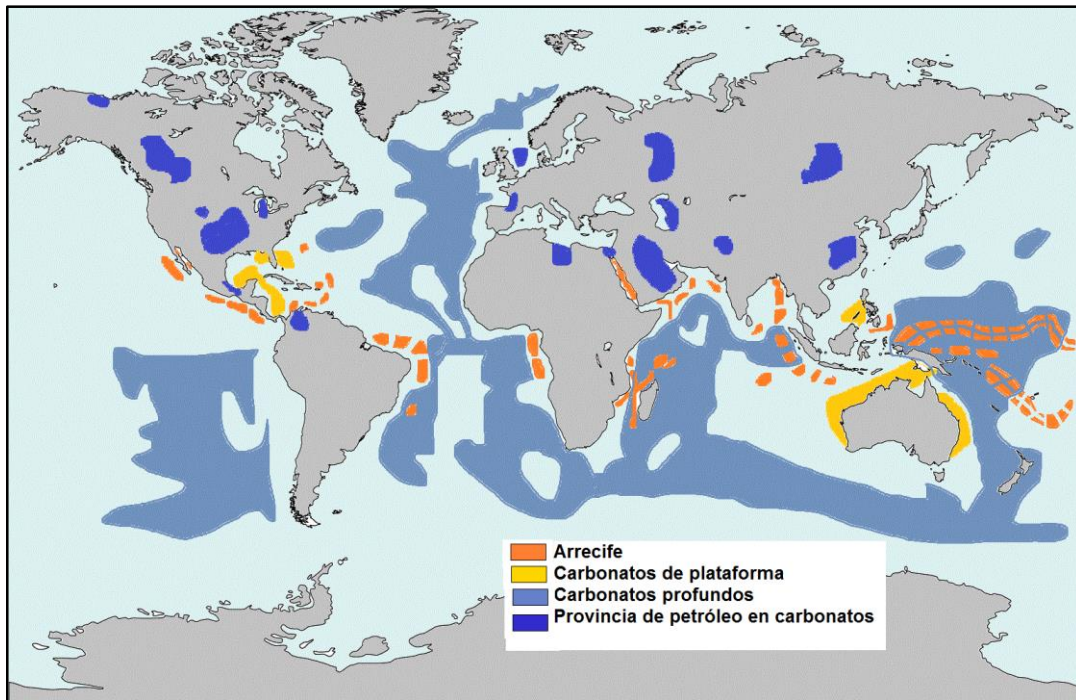 Arrecife
Carbonatos de plataforma
Carbonatos profundos
Provincia de petróleo en carbonatos